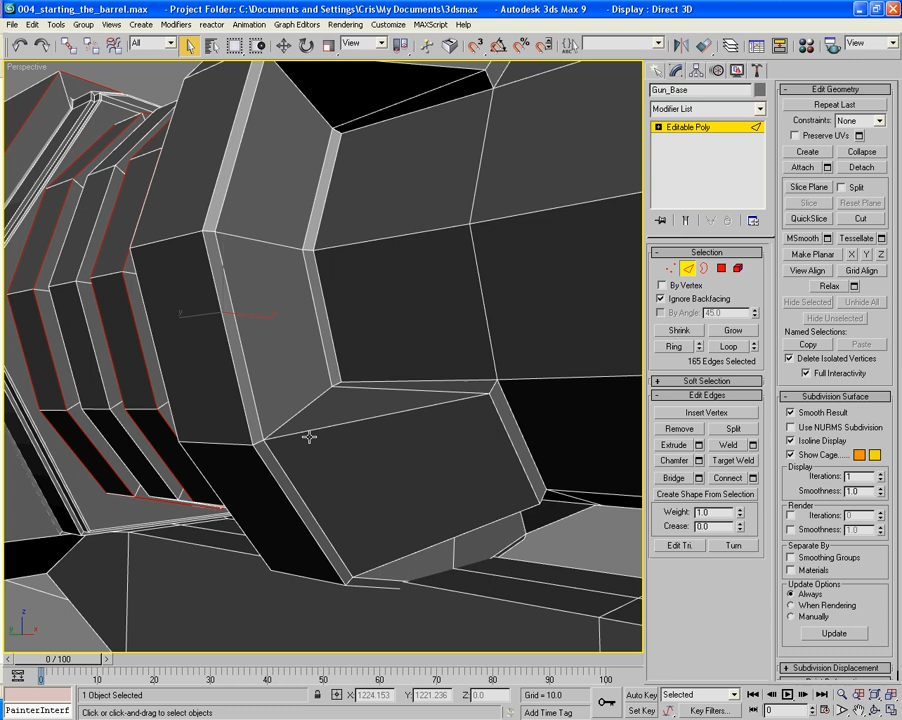 004_starting_the_barrel.max - Project Folder: C:\Documents and Settings\Cris\My Documents\3dsmax - Autodesk 3ds Max 9 - Display : Direct 3D
File Edit Tools Group Views Create Modifiers reactor Animation Graph Editors Rendering Customize MAXScript Help
All View View
Perspective
Gun_Base
Modifier List
Editable Poly
Selection
By Vertex
Ignore Backfacing
By Angle: 45.0
Shrink Grow
Ring Loop
165 Edges Selected
Soft Selection
Edit Edges
Insert Vertex
Remove Split
Extrude Weld
Chamfer Target Weld
Bridge Connect
Create Shape From Selection
Weight: 1.0
Crease: 0.0
Edit Tri. Turn
Edit Geometry
Repeat Last
Constraints: None
Preserve UVs
Create Collapse
Attach Detach
Slice Plane Split
Slice Reset Plane
QuickSlice Cut
MSmooth Tessellate
Make Planar X Y Z
View Align Grid Align
Relax
Hide Selected Unhide All
Hide Unselected
Named Selections:
Copy Paste
Delete Isolated Vertices
Full Interactivity
Subdivision Surface
Smooth Result
Use NURMS Subdivision
Isoline Display
Show Cage......
Display
Iterations: 1
Smoothness: 1.0
Render
Iterations: 0
Smoothness: 1.0
Separate By
Smoothing Groups
Materials
Update Options
Always
When Rendering
Manually
Update
Subdivision Displacement
z
y
x
0 / 100
0 10 20 30 40 50 60 70 80 90 100
1 Object Selected X: 1224.153 Y: 1221.236 Z: 0.0 Grid = 10.0 Auto Key Selected
PainterInterf Click or click-and-drag to select objects Add Time Tag Set Key Key Filters... 0